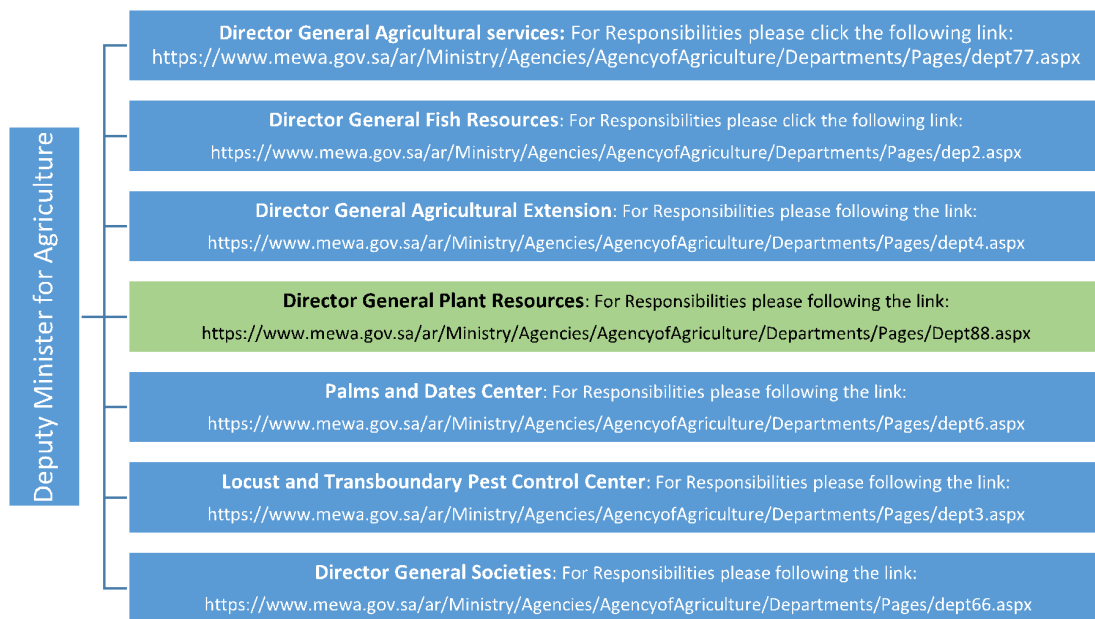 Deputy Minister for Agriculture
Director General Agricultural services: For Responsibilities please click the following link:
https://www.mewa.gov.sa/ar/Ministry/Agencies/AgencyofAgriculture/Departments/Pages/dept77.aspx
Director General Fish Resources: For Responsibilities please click the following link:
https://www.mewa.gov.sa/ar/Ministry/Agencies/AgencyofAgriculture/Departments/Pages/dep2.aspx
Director General Agricultural Extension: For Responsibilities please following the link:
https://www.mewa.gov.sa/ar/Ministry/Agencies/AgencyofAgriculture/Departments/Pages/dept4.aspx
Director General Plant Resources: For Responsibilities please following the link:
https://www.mewa.gov.sa/ar/Ministry/Agencies/AgencyofAgriculture/Departments/Pages/Dept88.aspx
Palms and Dates Center: For Responsibilities please following the link:
https://www.mewa.gov.sa/ar/Ministry/Agencies/AgencyofAgriculture/Departments/Pages/dept6.aspx
Locust and Transboundary Pest Control Center: For Responsibilities please following the link:
https://www.mewa.gov.sa/ar/Ministry/Agencies/AgencyofAgriculture/Departments/Pages/dept3.aspx
Director General Societies: For Responsibilities please following the link:
https://www.mewa.gov.sa/ar/Ministry/Agencies/AgencyofAgriculture/Departments/Pages/dept66.aspx